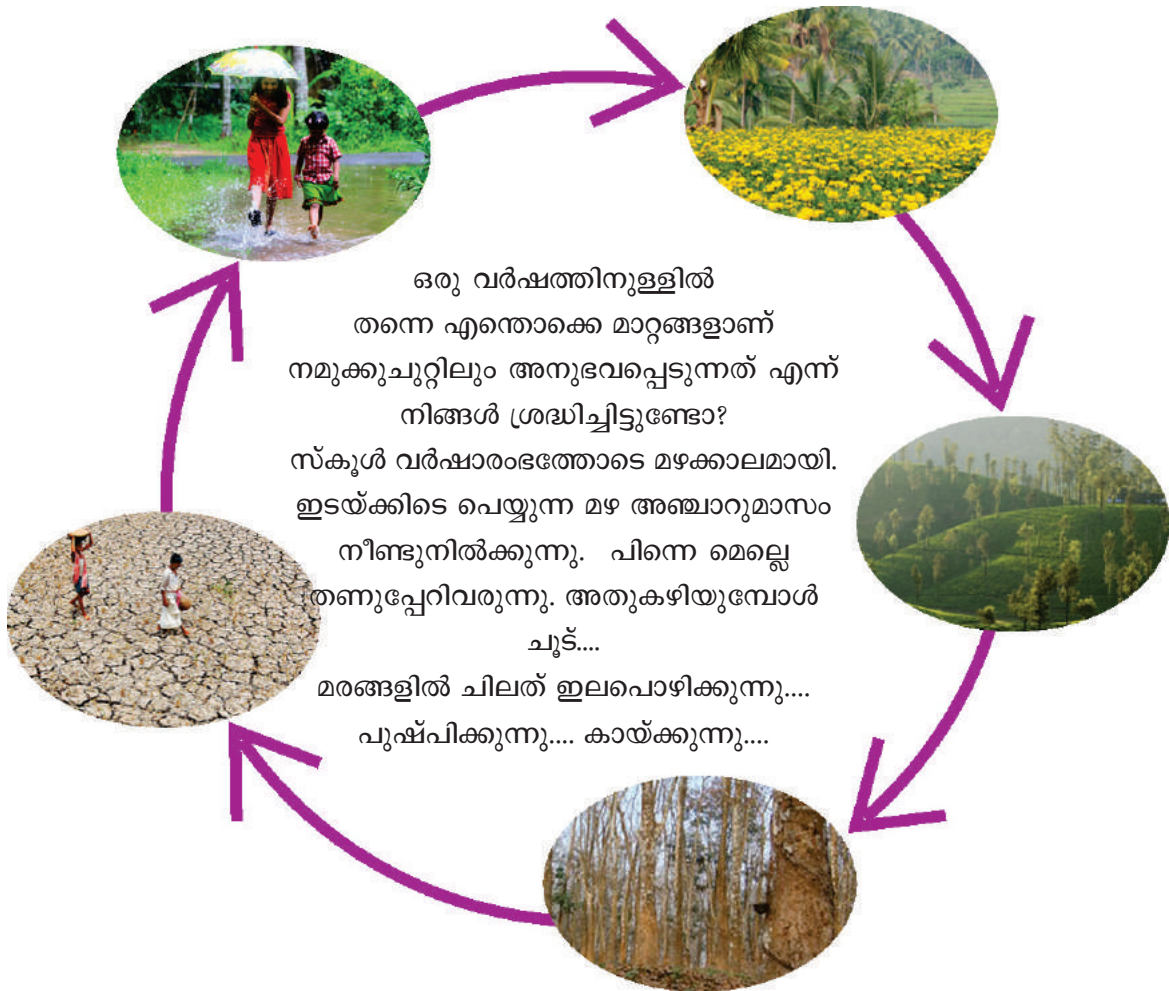 ഒരു വർഷത്തിനുള്ളിൽ
തന്നെ എന്തൊക്കെ മാറ്റങ്ങളാണ്
നമുക്കുചുറ്റിലും അനുഭവപ്പെടുന്നത് എന്ന്
നിങ്ങൾ ശ്രദ്ധിച്ചിട്ടുണ്ടോ?
സ്കൂൾ വർഷാരംഭത്തോടെ മഴക്കാലമായി.
ഇടയ്ക്കിടെ പെയ്യുന്ന മഴ അഞ്ചാറുമാസം
നീണ്ടുനിൽക്കുന്നു. പിന്നെ മെല്ലെ
തണുപ്പേറിവരുന്നു. അതുകഴിയുമ്പോൾ
ചൂട്....
മരങ്ങളിൽ ചിലത് ഇലപൊഴിക്കുന്നു....
പുഷ്പിക്കുന്നു.... കായ്ക്കുന്നു....